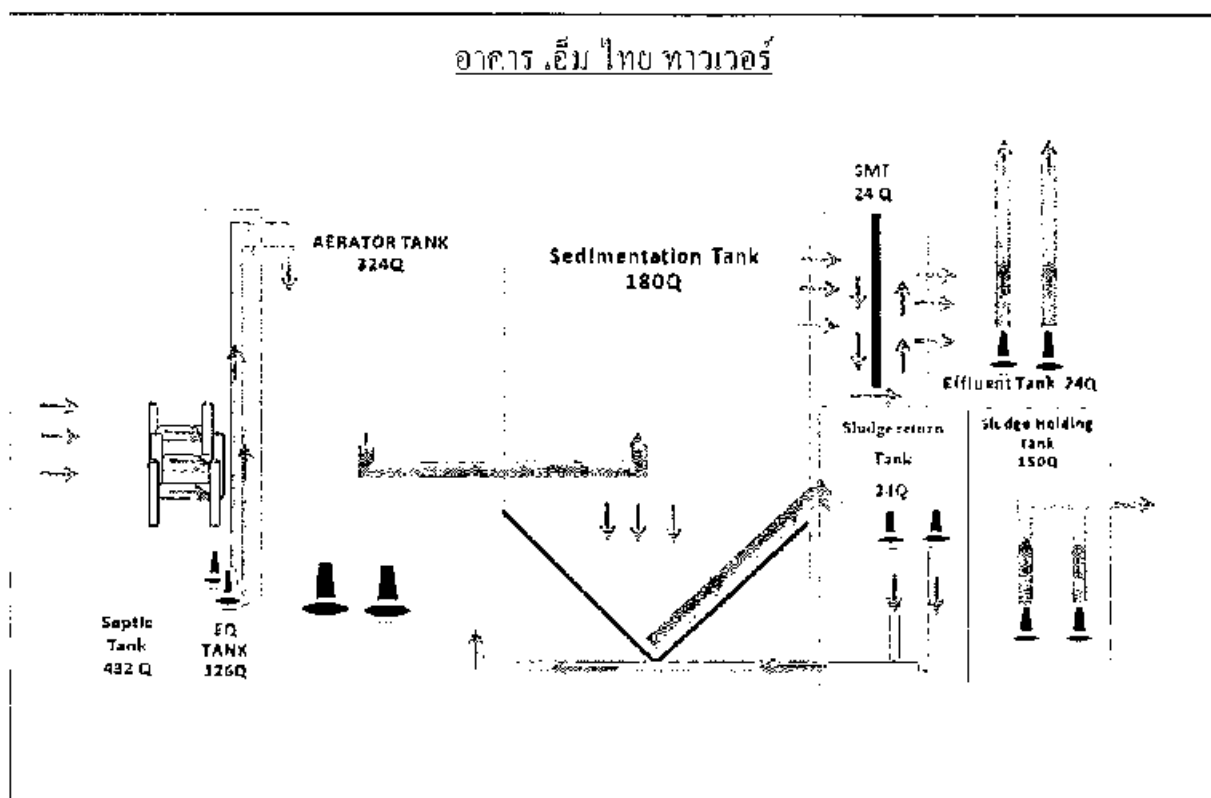 อาคาร เอ็ม ไทย ทาวเวอร์
SMT
24 Q
AERATOR TANK
324Q
Sedimentation Tank
180Q
Effluent Tank 24Q
Sludge return
Tank
24Q
Sludge Holding
Tank
150Q
Septic
Tank
432 Q
EQ
TANK
326Q